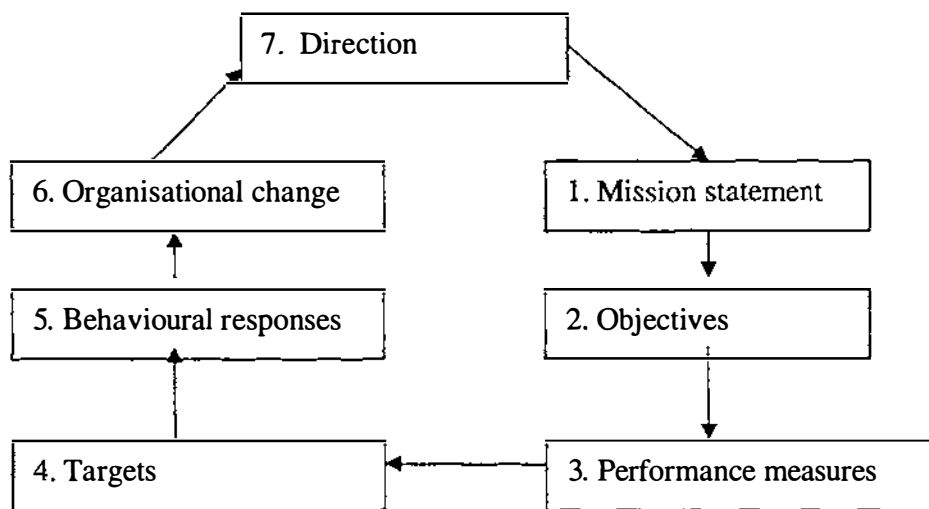 7. Direction
6. Organisational change
1. Mission statement
5. Behavioural responses
2. Objectives
4. Targets
3. Performance measures